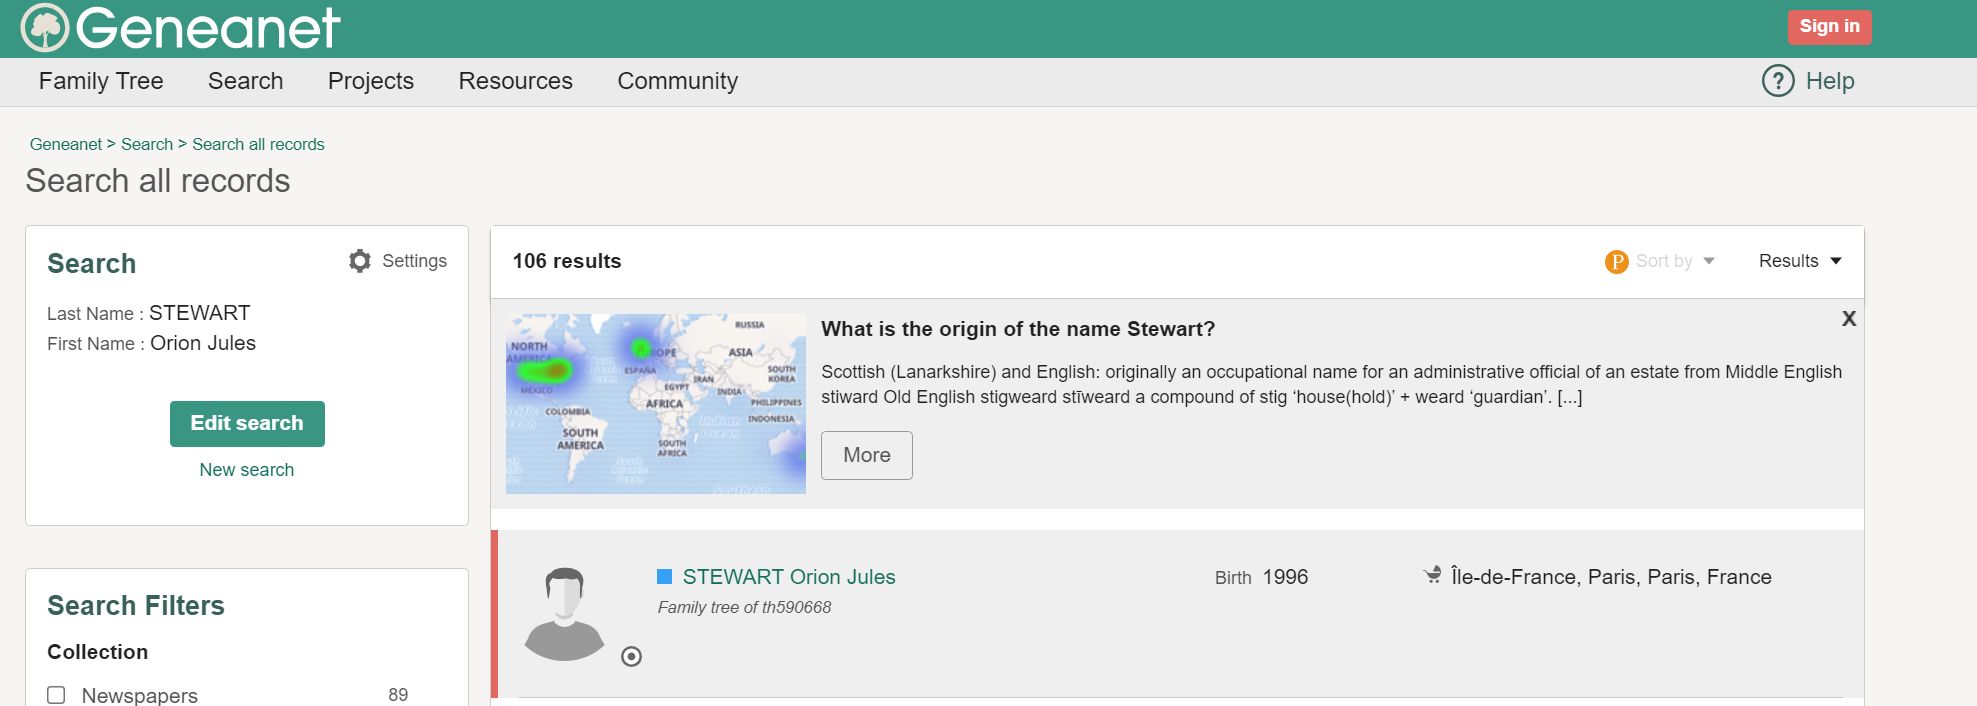 Geneanet
Sign in
Family Tree
Search
Projects
Resources
Community
? Help
Geneanet > Search > Search all records
Search all records
Search
Settings
Last Name : STEWART
First Name : Orion Jules
Edit search
New search
Search Filters
Collection
Newspapers 89
106 results
P Sort by
Results
X
What is the origin of the name Stewart?
Scottish (Lanarkshire) and English: originally an occupational name for an administrative official of an estate from Middle English
stiward Old English stigweard stīweard a compound of stig ‘house(hold)’ + weard ‘guardian’. [...]
More
RUSSIA
NORTH
AMERICA
EUROPE
ASIA
ESPAÑA
SOUTH
KOREA
MEXICO
EGYPT
IRAN
INDIA
PHILIPPINES
COLOMBIA
AFRICA
INDONESIA
Indian
Ocean
SOUTH
AMERICA
SOUTH
AFRICA
STEWART Orion Jules
Family tree of th590668
Birth 1996
Île-de-France, Paris, Paris, France